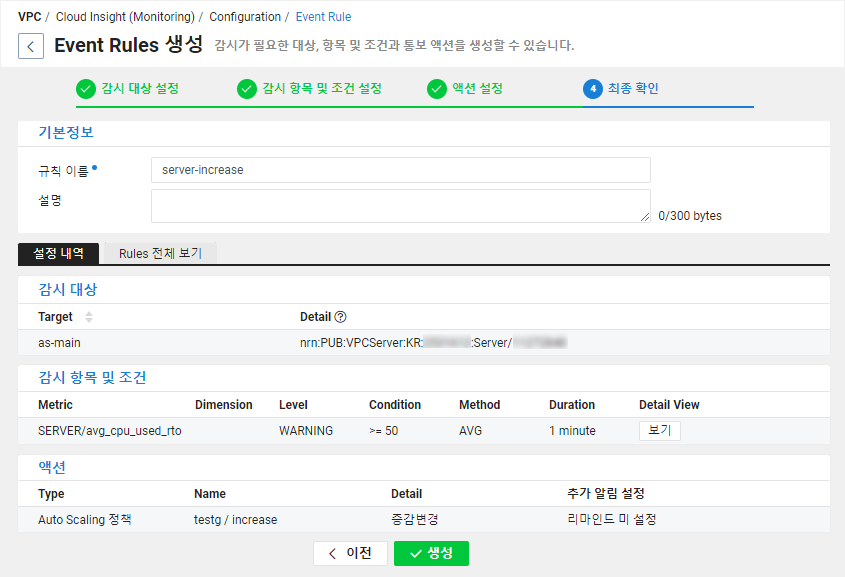 VPC / Cloud Insight (Monitoring) / Configuration / Event Rule
Event Rules 생성 감시가 필요한 대상, 항목 및 조건과 통보 액션을 생성할 수 있습니다.
감시 대상 설정 감시 항목 및 조건 설정 액션 설정 4 최종 확인
기본정보
규칙 이름 server-increase
설명
0/300 bytes
설정 내역 Rules 전체 보기
감시 대상
Target Detail ?
as-main nrn:PUB:VPCServer:KR: :Server/
감시 항목 및 조건
Metric Dimension Level Condition Method Duration Detail View
SERVER/avg_cpu_used_rto WARNING >= 50 AVG 1 minute 보기
액션
Type Name Detail 추가 알림 설정
Auto Scaling 정책 testg / increase 증감변경 리마인드 미 설정
이전 생성